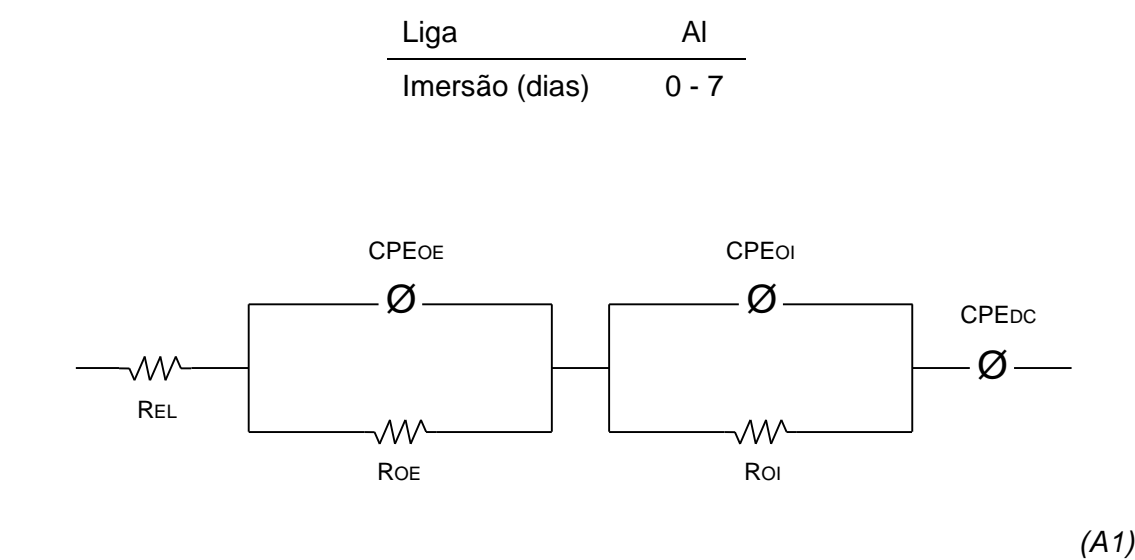 Liga Al
Imersão (dias) 0 - 7
CPEOE CPEOI
Ø Ø
CPEDC
Ø
REL
ROE ROI
(A1)